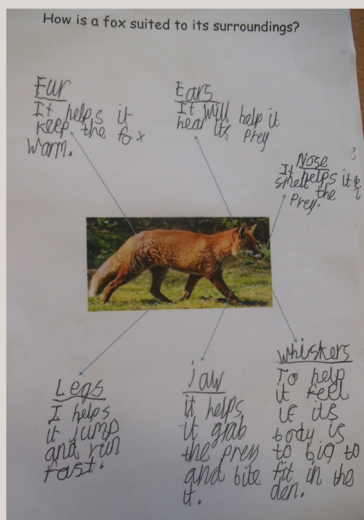 How is a fox suited to its surroundings?
Fur
It helps it
keep the fox
warm.
Ears
It will help it
hear its prey
Nose
It helps it
smell the
prey.
Legs
I helps
it jump
and run
fast.
jaw
it helps
it grab
the prey
and bite
it.
whiskers
To help
it feel
if its
body is
to big to
fit in the
den.